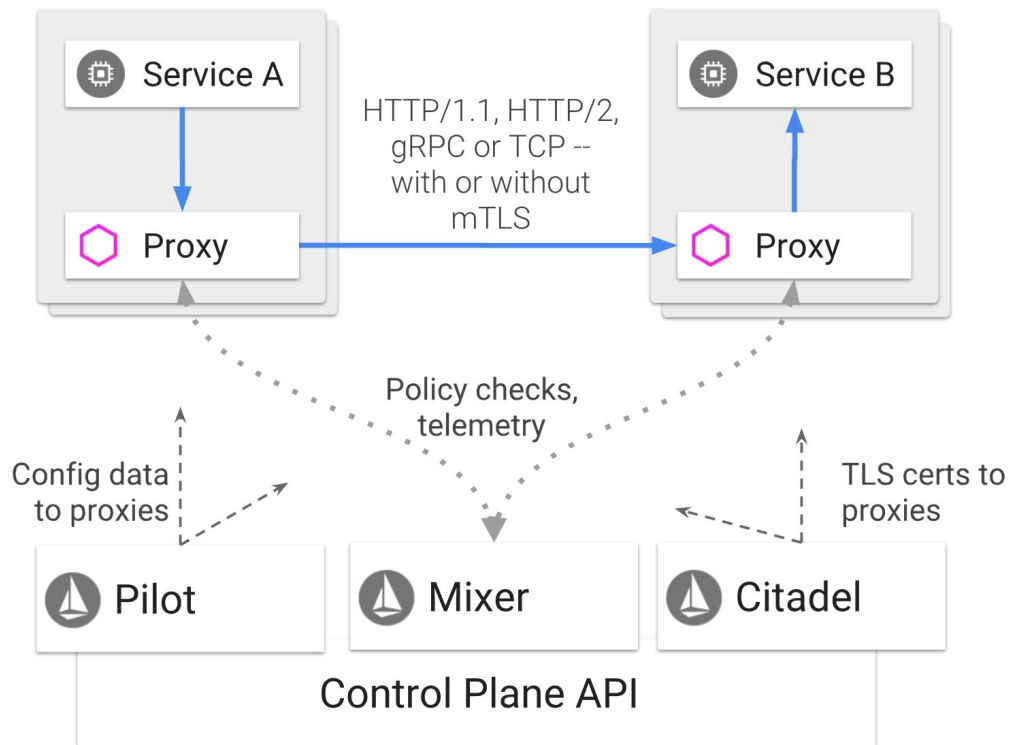 Service A
Service B
HTTP/1.1, HTTP/2,
gRPC or TCP --
with or without
mTLS
Proxy
Proxy
Policy checks,
telemetry
Config data
to proxies
TLS certs to
proxies
Pilot
Mixer
Citadel
Control Plane API